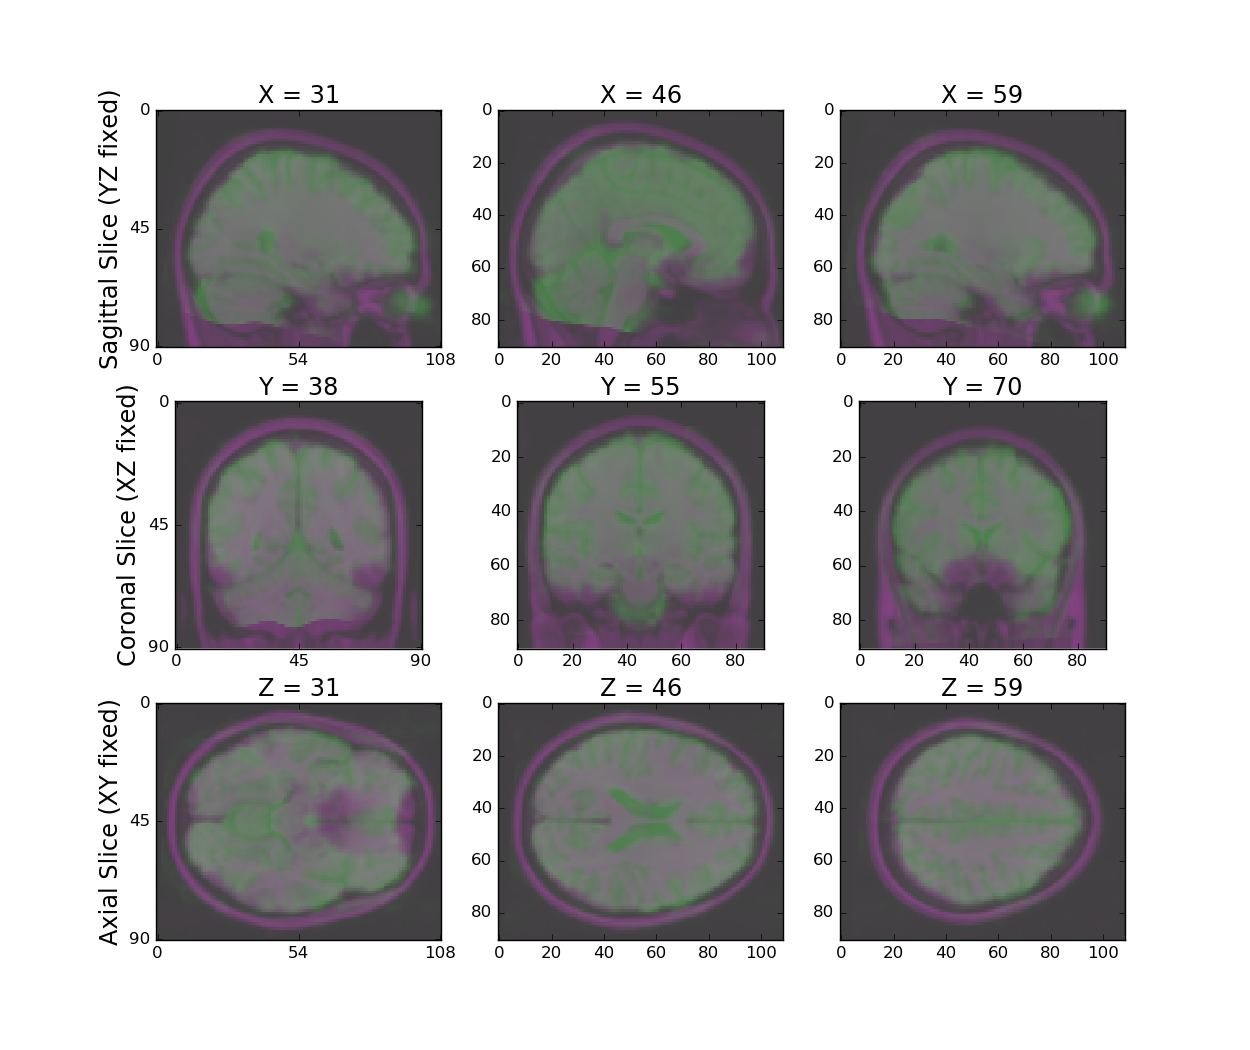 X = 31 X = 46 X = 59
Sagittal Slice (YZ fixed)
0 45 90
0 54 108
0 20 40 60 80
0 20 40 60 80 100
0 20 40 60 80
0 20 40 60 80 100
Y = 38 Y = 55 Y = 70
Coronal Slice (XZ fixed)
0 45 90
0 45 90
0 20 40 60 80
0 20 40 60 80
0 20 40 60 80
0 20 40 60 80
Z = 31 Z = 46 Z = 59
Axial Slice (XY fixed)
0 45 90
0 54 108
0 20 40 60 80
0 20 40 60 80 100
0 20 40 60 80
0 20 40 60 80 100